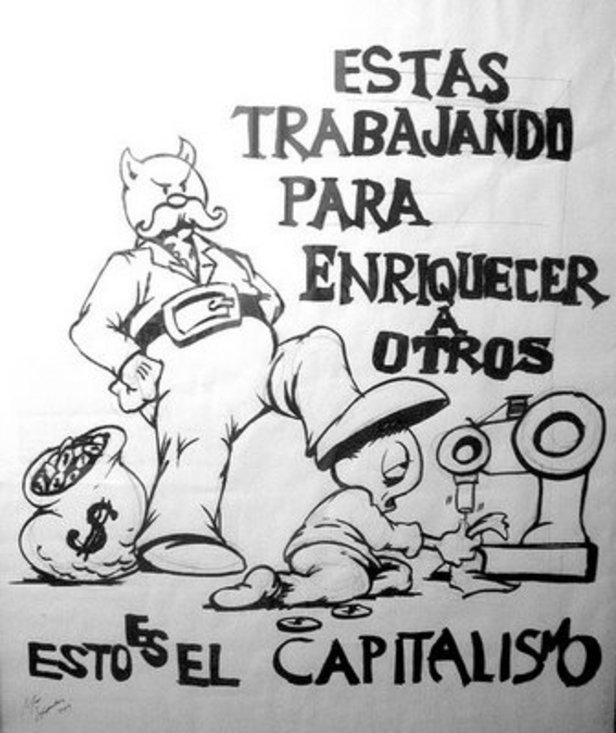 ESTAS
TRABAJANDO
PARA
ENRIQUECER
A
OTROS
$
ESTO ES EL CAPITALISMO